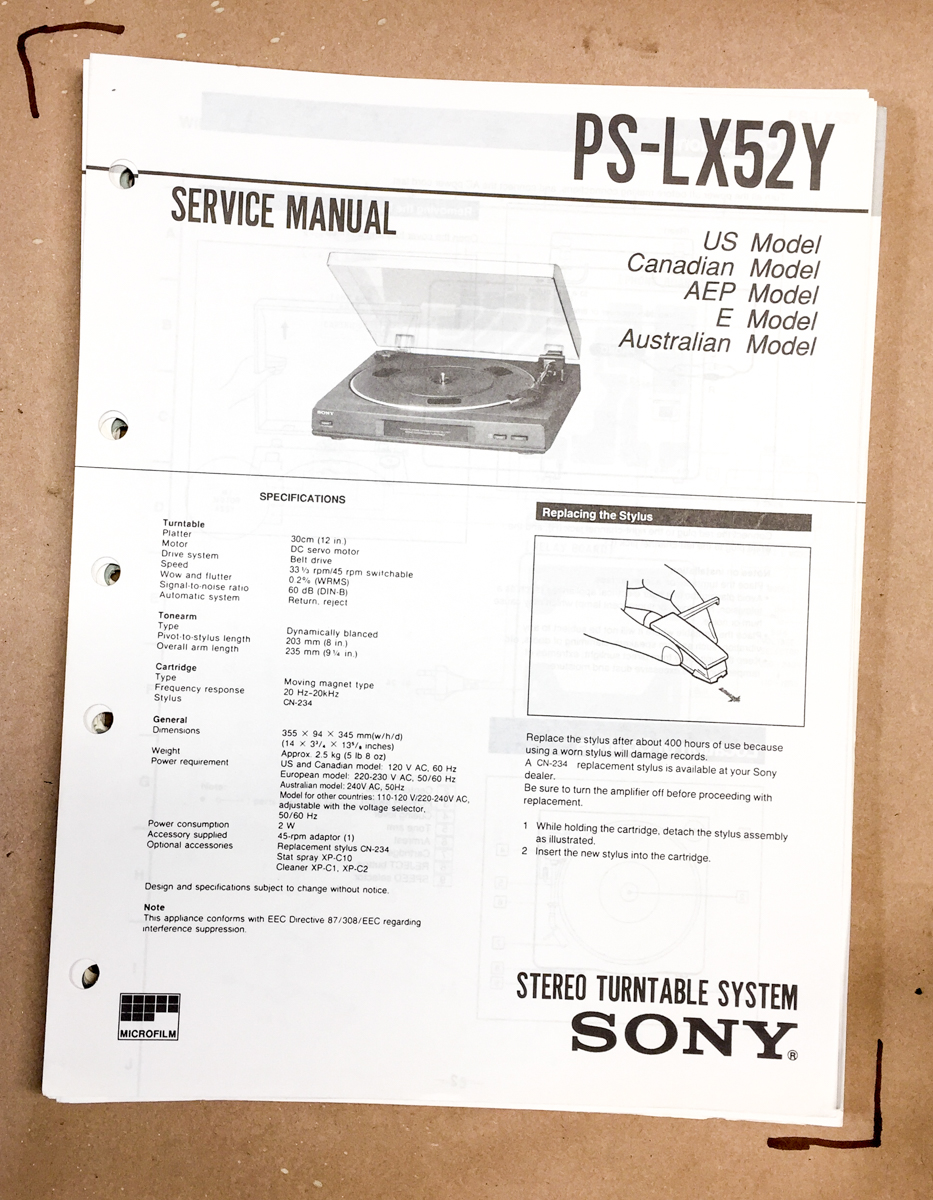 PS-LX52Y
SERVICE MANUAL
US Model
Canadian Model
AEP Model
E Model
Australian Model
SONY
SPECIFICATIONS
Turntable
Platter 30cm (12 in.)
Motor DC servo motor
Drive system Belt drive
Speed 33 1/3 rpm/45 rpm switchable
Wow and flutter 0.2% (WRMS)
Signal-to-noise ratio 60 dB (DIN-B)
Automatic system Return, reject
Tonearm
Type Dynamically blanced
Pivot-to-stylus length 203 mm (8 in.)
Overall arm length 235 mm (9 1/4 in.)
Cartridge
Type Moving magnet type
Frequency response 20 Hz-20kHz
Stylus CN-234
General
Dimensions 355 × 94 × 345 mm(w/h/d)
(14 × 3 3/4 × 13 5/8 inches)
Weight Approx. 2.5 kg (5 lb 8 oz)
Power requirement US and Canadian model: 120 V AC, 60 Hz
European model: 220-230 V AC, 50/60 Hz
Australian model: 240V AC, 50Hz
Model for other countries: 110-120 V/220-240V AC,
adjustable with the voltage selector,
50/60 Hz
Power consumption 2 W
Accessory supplied 45-rpm adaptor (1)
Optional accessories Replacement stylus CN-234
Stat spray XP-C10
Cleaner XP-C1, XP-C2
Design and specifications subject to change without notice.
Note
This appliance conforms with EEC Directive 87/308/EEC regarding
interference suppression.
MICROFILM
Replacing the Stylus
Replace the stylus after about 400 hours of use because
using a worn stylus will damage records.
A CN-234 replacement stylus is available at your Sony
dealer.
Be sure to turn the amplifier off before proceeding with
replacement.
1 While holding the cartridge, detach the stylus assembly
as illustrated.
2 Insert the new stylus into the cartridge.
STEREO TURNTABLE SYSTEM
SONY®